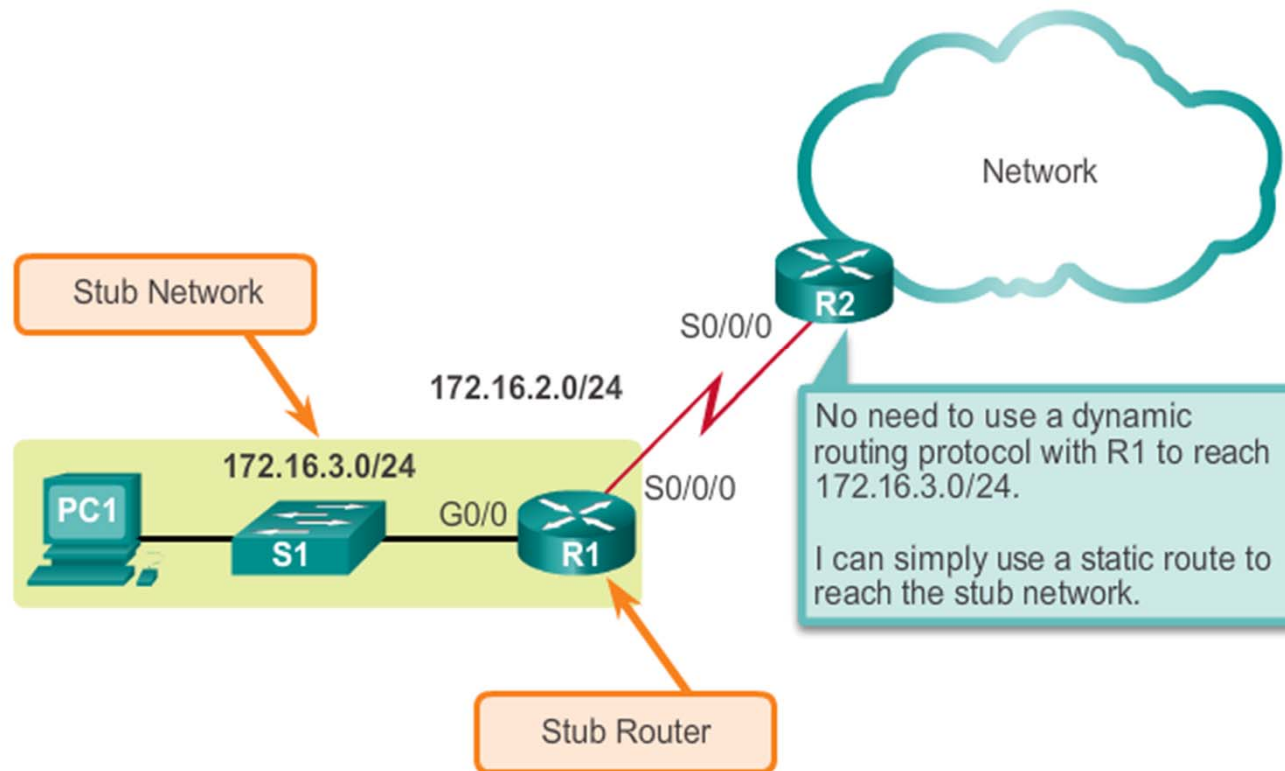 Network
Stub Network
R2
S0/0/0
172.16.2.0/24
No need to use a dynamic
routing protocol with R1 to reach
172.16.3.0/24.
I can simply use a static route to
reach the stub network.
172.16.3.0/24
S0/0/0
PC1
G0/0
S1
R1
Stub Router